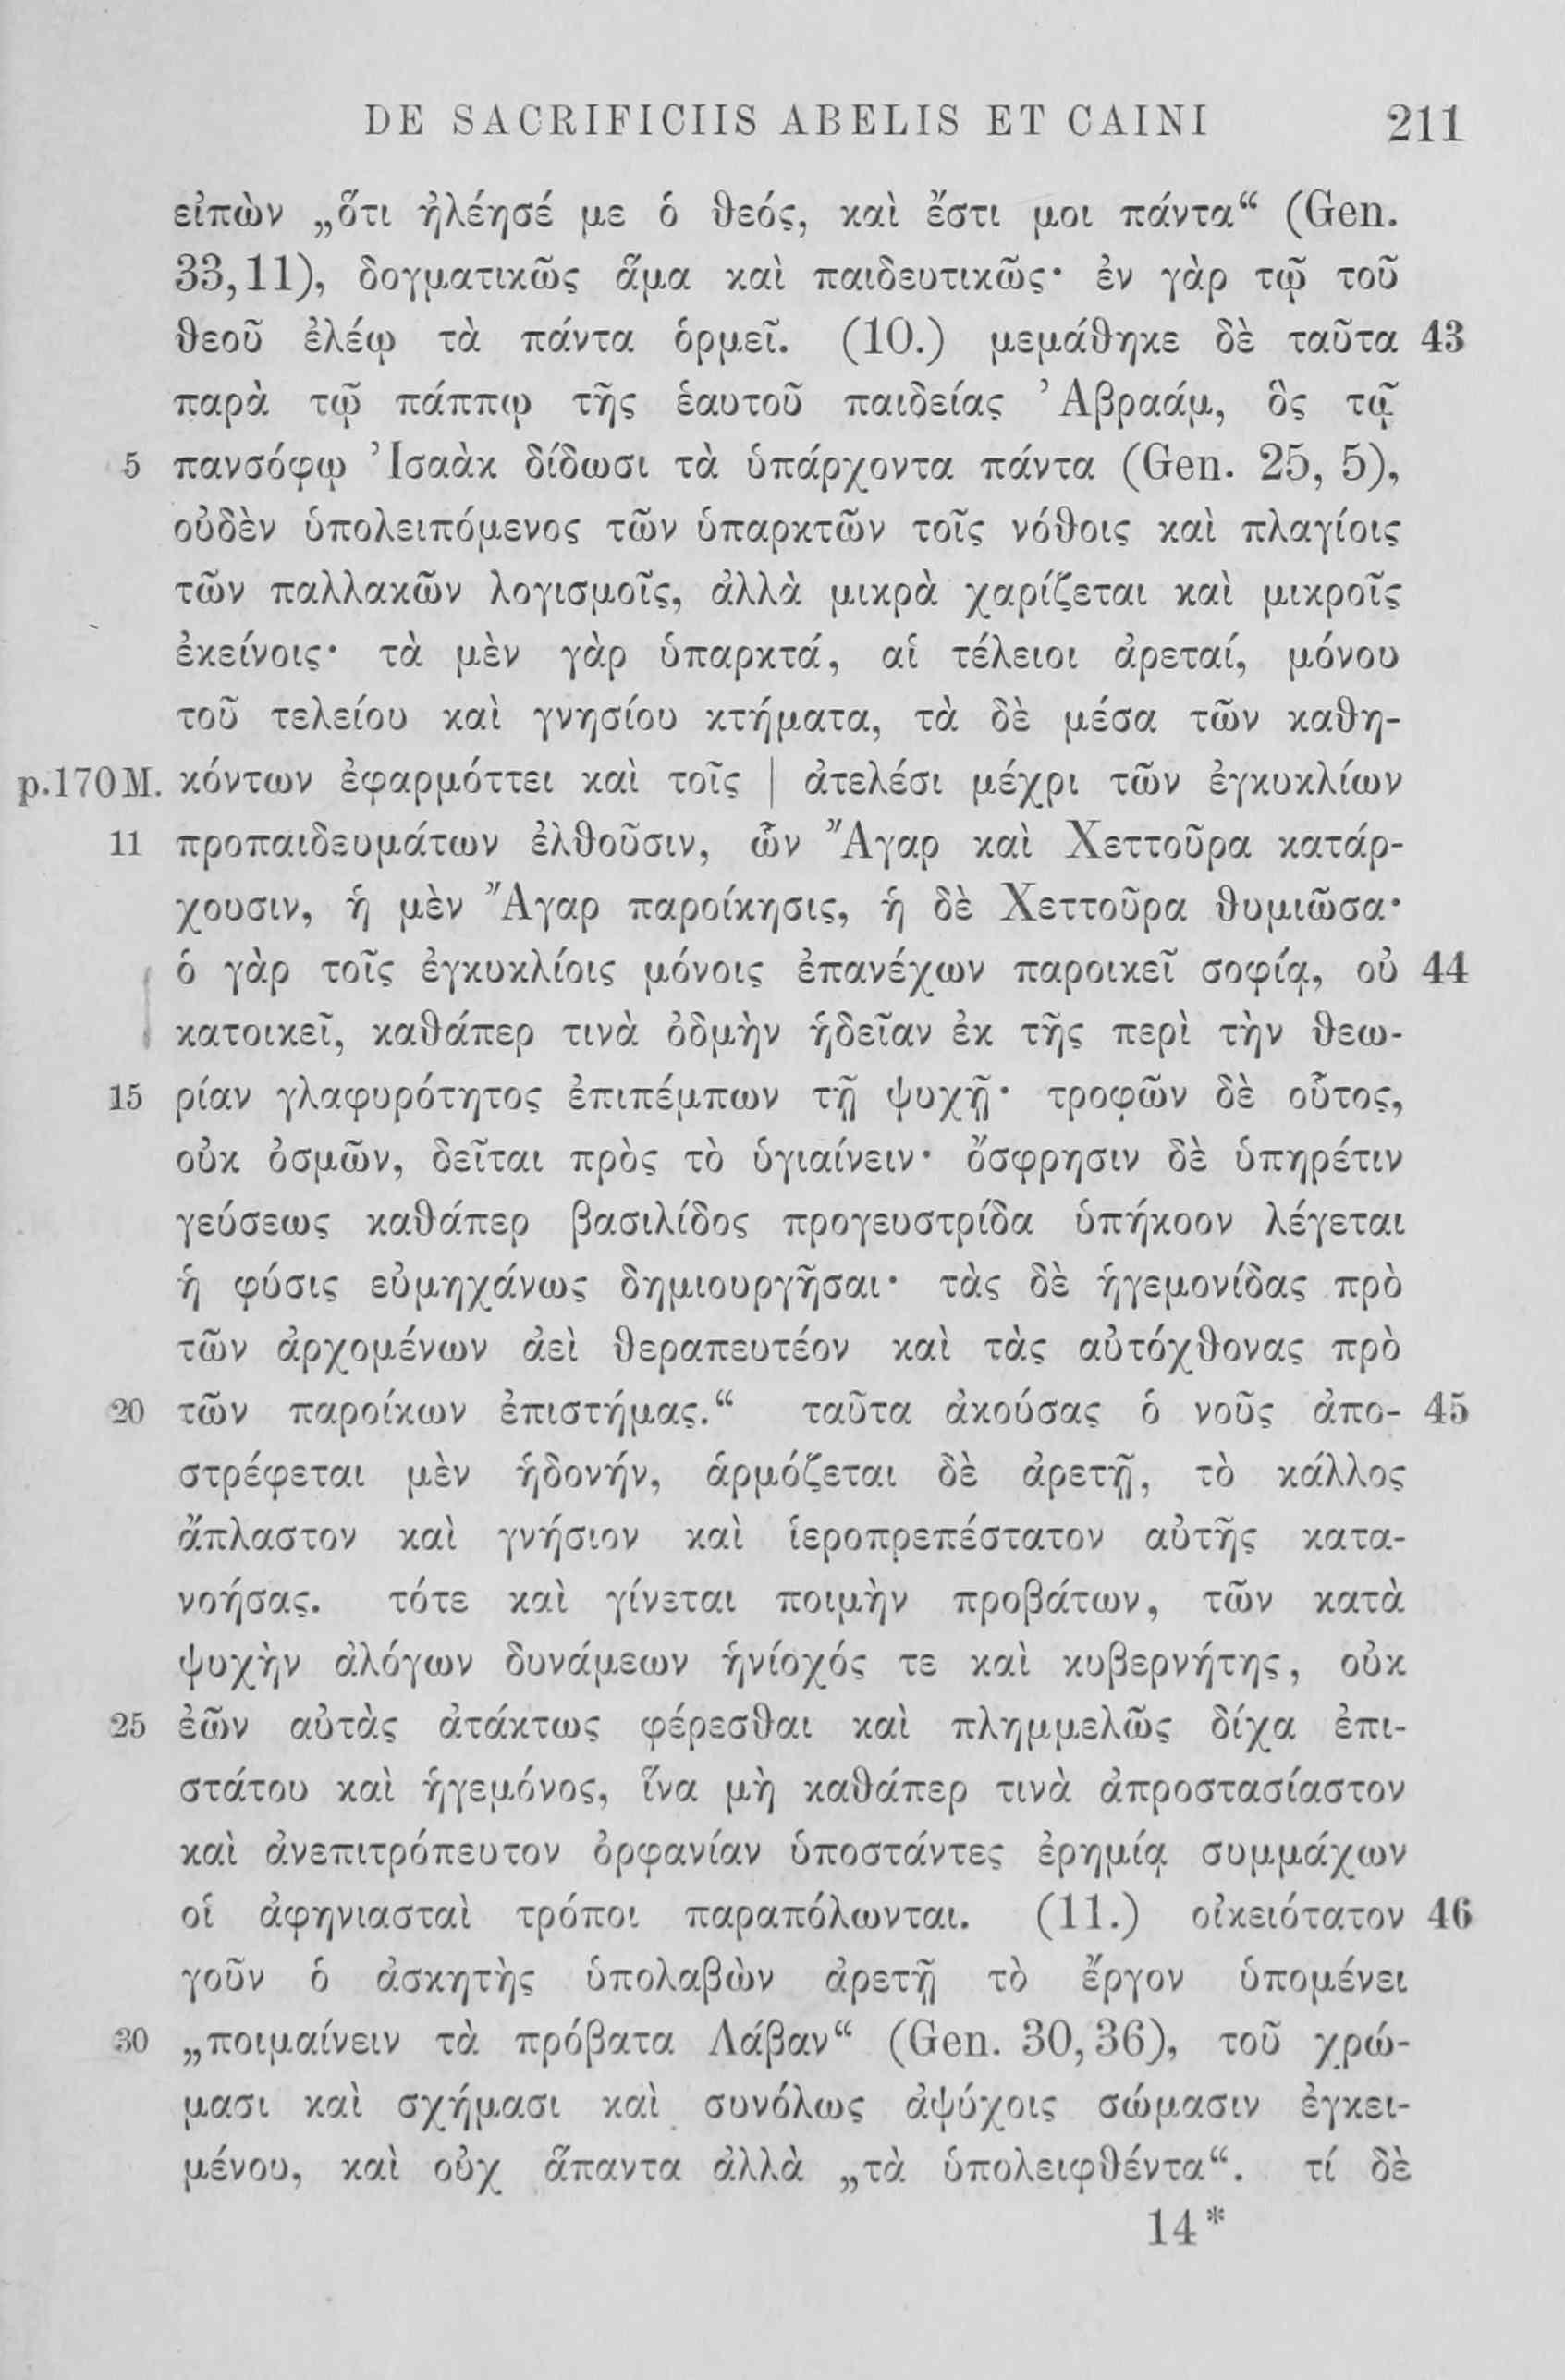 DE SACRIFICIIS ABELIS ET CAINI 211
εἰπὼν „ὅτι ἠλέησέ με ὁ θεός, καὶ ἔστι μοι πάντα“ (Gen.
33,11), δογματικῶς ἅμα καὶ παιδευτικῶς· ἐν γὰρ τῷ τοῦ
θεοῦ ἐλέῳ τὰ πάντα ὁρμεῖ. (10.) μεμάθηκε δὲ ταῦτα 43
παρὰ τῷ πάππῳ τῆς ἑαυτοῦ παιδείας Ἀβραάμ, ὃς τῷ
5 πανσόφῳ Ἰσαὰκ δίδωσι τὰ ὑπάρχοντα πάντα (Gen. 25, 5),
οὐδὲν ὑπολειπόμενος τῶν ὑπαρκτῶν τοῖς νόθοις καὶ πλαγίοις
τῶν παλλακῶν λογισμοῖς, ἀλλὰ μικρὰ χαρίζεται καὶ μικροῖς
ἐκείνοις· τὰ μὲν γὰρ ὑπαρκτά, αἱ τέλειοι ἀρεταί, μόνου
τοῦ τελείου καὶ γνησίου κτήματα, τὰ δὲ μέσα τῶν καθη-
p.170 M. κόντων ἐφαρμόττει καὶ τοῖς | ἀτελέσι μέχρι τῶν ἐγκυκλίων
11 προπαιδευμάτων ἐλθοῦσιν, ὧν Ἄγαρ καὶ Χεττοῦρα κατάρ-
χουσιν, ἡ μὲν Ἄγαρ παροίκησις, ἡ δὲ Χεττοῦρα θυμιῶσα·
ὁ γὰρ τοῖς ἐγκυκλίοις μόνοις ἐπανέχων παροικεῖ σοφίᾳ, οὐ 44
κατοικεῖ, καθάπερ τινὰ ὀδμὴν ἡδεῖαν ἐκ τῆς περὶ τὴν θεω-
15 ρίαν γλαφυρότητος ἐπιπέμπων τῇ ψυχῇ· τροφῶν δὲ οὗτος,
οὐκ ὀσμῶν, δεῖται πρὸς τὸ ὑγιαίνειν· ὄσφρησιν δὲ ὑπηρέτιν
γεύσεως καθάπερ βασιλίδος προγευστρίδα ὑπήκοον λέγεται
ἡ φύσις εὐμηχάνως δημιουργῆσαι· τὰς δὲ ἡγεμονίδας πρὸ
τῶν ἀρχομένων ἀεὶ θεραπευτέον καὶ τὰς αὐτόχθονας πρὸ
20 τῶν παροίκων ἐπιστήμας.“ ταῦτα ἀκούσας ὁ νοῦς ἀπο- 45
στρέφεται μὲν ἡδονήν, ἁρμόζεται δὲ ἀρετῇ, τὸ κάλλος
ἄπλαστον καὶ γνήσιον καὶ ἱεροπρεπέστατον αὐτῆς κατα-
νοήσας. τότε καὶ γίνεται ποιμὴν προβάτων, τῶν κατὰ
ψυχὴν ἀλόγων δυνάμεων ἡνίοχός τε καὶ κυβερνήτης, οὐκ
25 ἐῶν αὐτὰς ἀτάκτως φέρεσθαι καὶ πλημμελῶς δίχα ἐπι-
στάτου καὶ ἡγεμόνος, ἵνα μὴ καθάπερ τινὰ ἀπροστασίαστον
καὶ ἀνεπιτρόπευτον ὀρφανίαν ὑποστάντες ἐρημίᾳ συμμάχων
οἱ ἀφηνιασταὶ τρόποι παραπόλωνται. (11.) οἰκειότατον 46
γοῦν ὁ ἀσκητὴς ὑπολαβὼν ἀρετῇ τὸ ἔργον ὑπομένει
30 „ποιμαίνειν τὰ πρόβατα Λάβαν“ (Gen. 30,36), τοῦ χρώ-
μασι καὶ σχήμασι καὶ συνόλως ἀψύχοις σώμασιν ἐγκει-
μένου, καὶ οὐχ ἅπαντα ἀλλὰ „τὰ ὑπολειφθέντα“. τί δὲ
14*